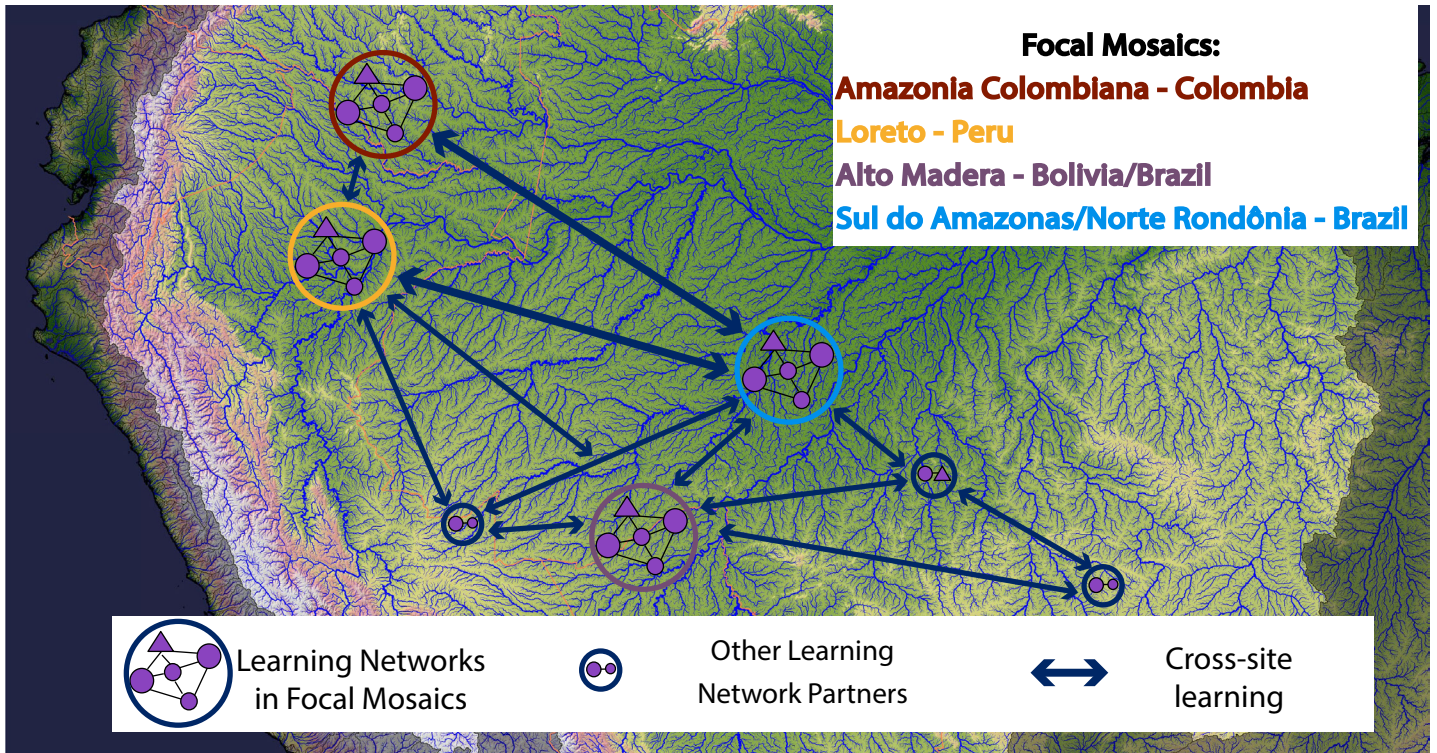 Focal Mosaics:
Amazonia Colombiana - Colombia
Loreto - Peru
Alto Madera - Bolivia/Brazil
Sul do Amazonas/Norte Rondônia - Brazil
Learning Networks
in Focal Mosaics
Other Learning
Network Partners
Cross-site
learning